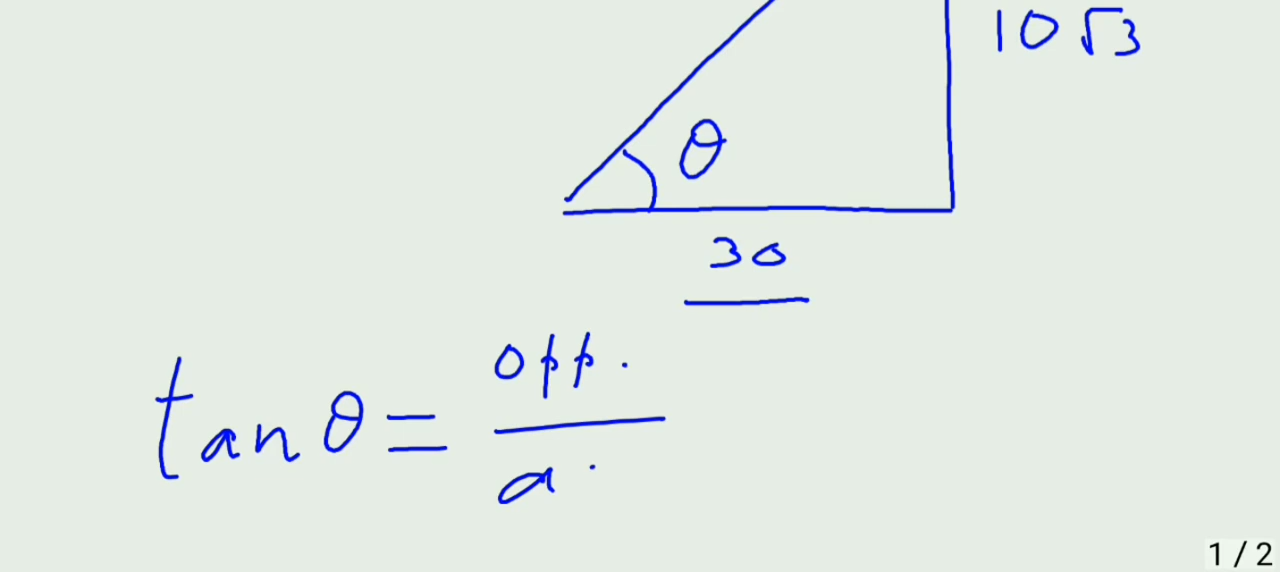 10√3
θ
30
tan θ = opp. / a.
1 / 2